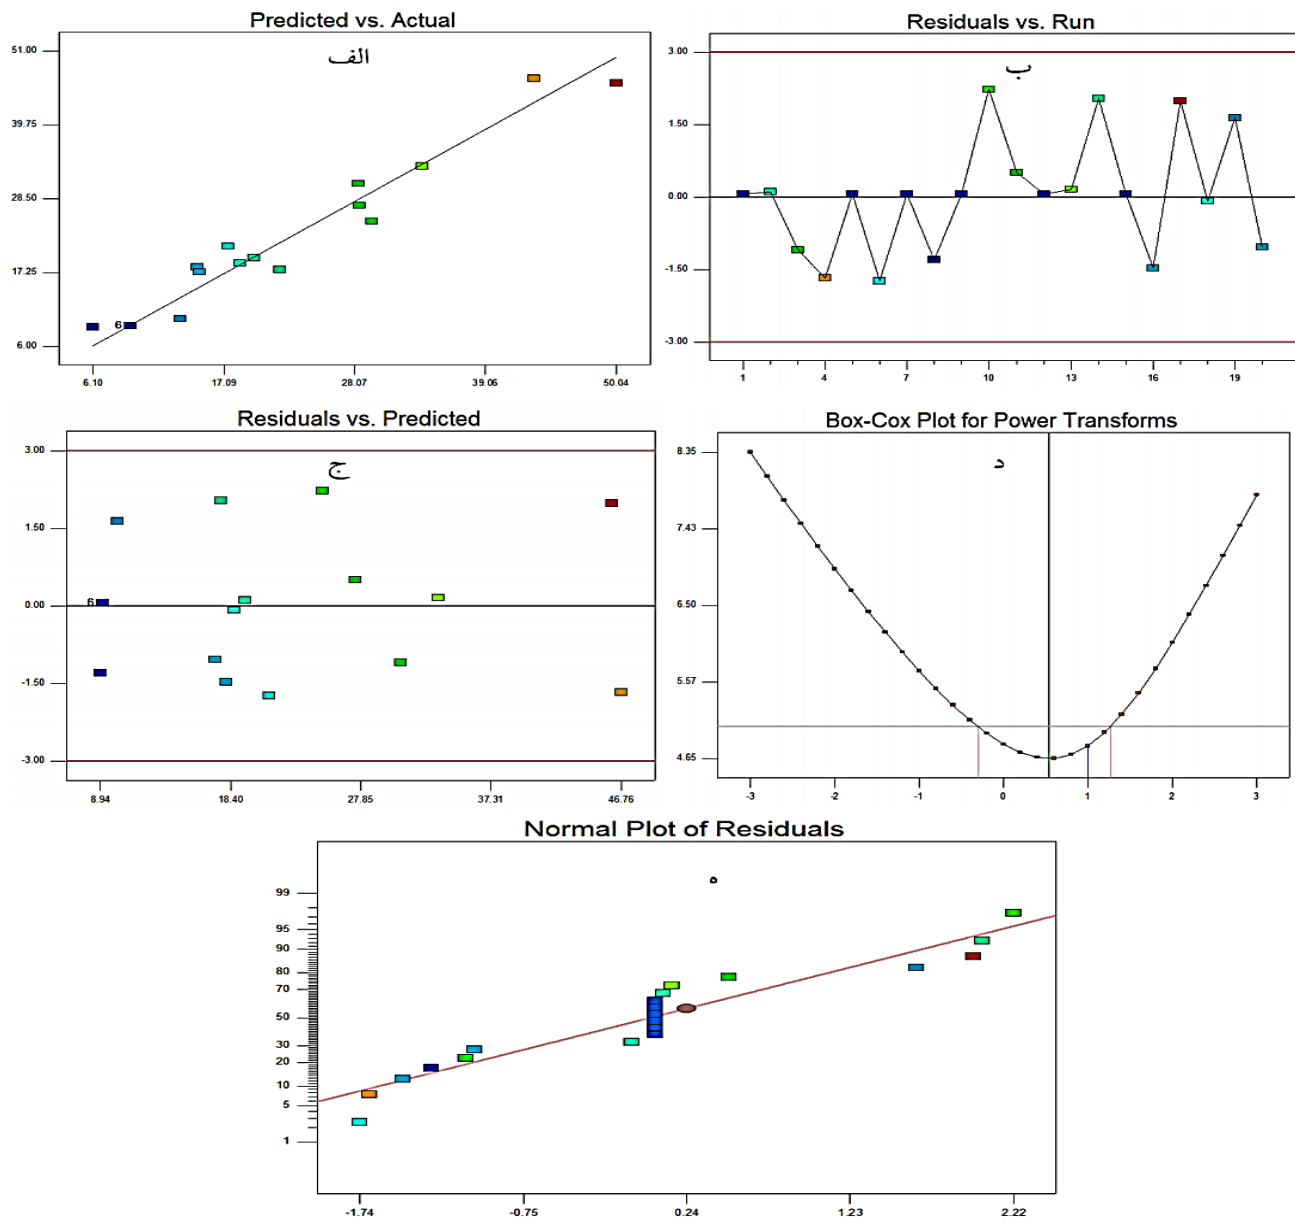 Predicted vs. Actual
الف
51.00
39.75
28.50
17.25
6.00
6
6.10 17.09 28.07 39.06 50.04
Residuals vs. Run
ب
3.00
1.50
0.00
-1.50
-3.00
1 4 7 10 13 16 19
Residuals vs. Predicted
ج
3.00
1.50
0.00
-1.50
-3.00
6
8.94 18.40 27.85 37.31 46.76
Box-Cox Plot for Power Transforms
د
8.35
7.43
6.50
5.57
4.65
-3 -2 -1 0 1 2 3
Normal Plot of Residuals
ه
99
95
90
80
70
50
30
20
10
5
1
-1.74 -0.75 0.24 1.23 2.22